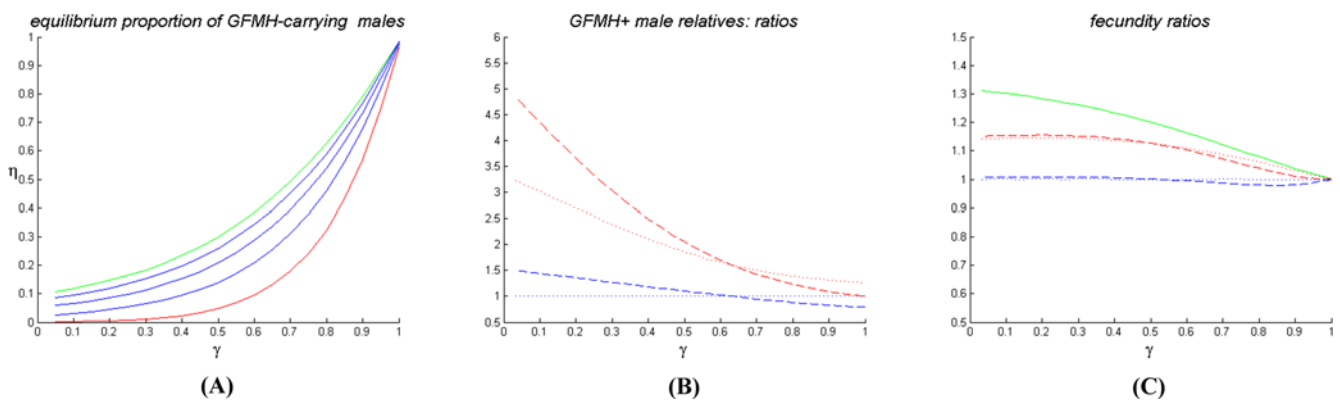 equilibrium proportion of GFMH-carrying males
1
0.9
0.8
0.7
0.6
η
0.5
0.4
0.3
0.2
0.1
0
0 0.1 0.2 0.3 0.4 0.5 0.6 0.7 0.8 0.9 1
γ
(A)
GFMH+ male relatives: ratios
6
5.5
5
4.5
4
3.5
3
2.5
2
1.5
1
0.5
0 0.1 0.2 0.3 0.4 0.5 0.6 0.7 0.8 0.9 1
γ
(B)
fecundity ratios
1.5
1.4
1.3
1.2
1.1
1
0.9
0.8
0.7
0.6
0.5
0 0.1 0.2 0.3 0.4 0.5 0.6 0.7 0.8 0.9 1
γ
(C)